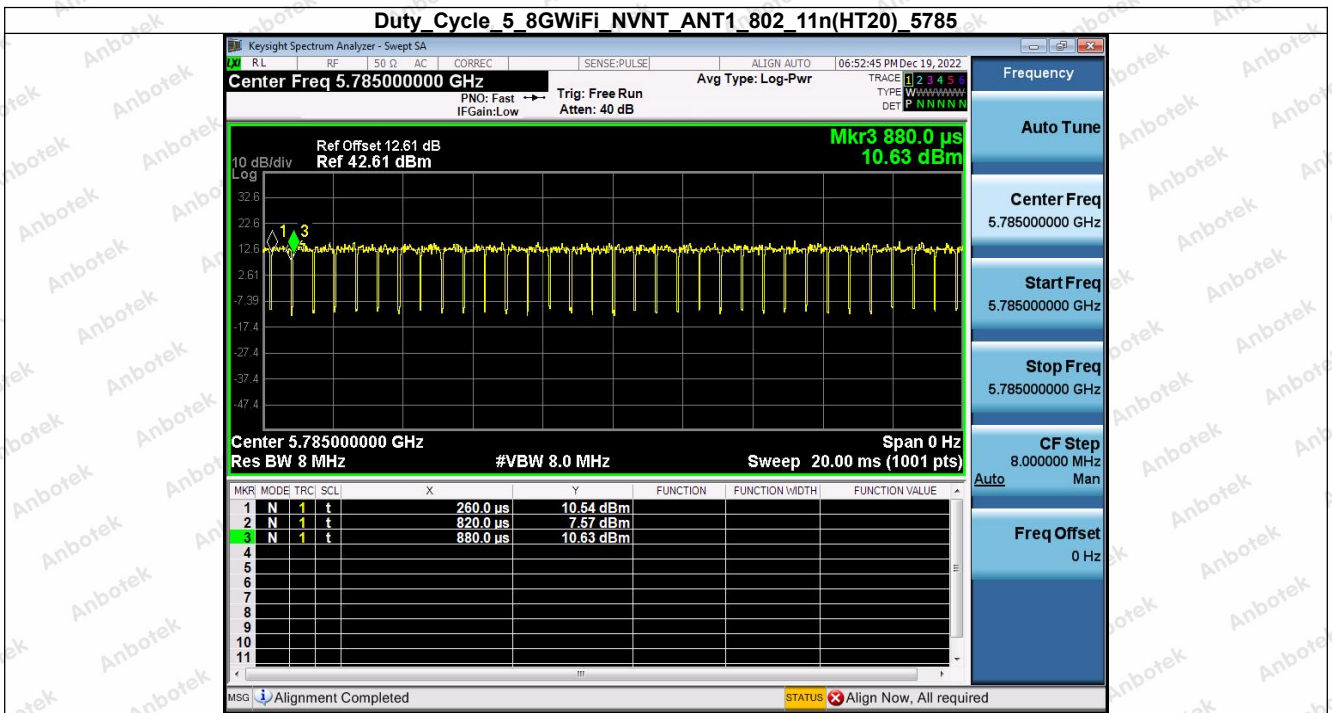 Duty_Cycle_5_8GWiFi_NVNT_ANT1_802_11n(HT20)_5785
Keysight Spectrum Analyzer - Swept SA
LXI RL RF 50 Ω AC CORREC SENSE:PULSE ALIGN AUTO 06:52:45 PM Dec 19, 2022
Center Freq 5.785000000 GHz
PNO: Fast
IFGain:Low
Trig: Free Run
Atten: 40 dB
Avg Type: Log-Pwr
TRACE 1 2 3 4 5 6
TYPE WWWWWW
DET P N N N N N
Frequency
Auto Tune
Center Freq
5.785000000 GHz
Start Freq
5.785000000 GHz
Stop Freq
5.785000000 GHz
CF Step
8.000000 MHz
Auto Man
Freq Offset
0 Hz
Mkr3 880.0 µs
10.63 dBm
Ref Offset 12.61 dB
10 dB/div Ref 42.61 dBm
Log
32.6
22.6
12.6
2.61
-7.39
-17.4
-27.4
-37.4
-47.4
1 3
Center 5.785000000 GHz Span 0 Hz
Res BW 8 MHz #VBW 8.0 MHz Sweep 20.00 ms (1001 pts)
MKR MODE TRC SCL X Y FUNCTION FUNCTION WIDTH FUNCTION VALUE
1 N 1 t 260.0 µs 10.54 dBm
2 N 1 t 820.0 µs 7.57 dBm
3 N 1 t 880.0 µs 10.63 dBm
4
5
6
7
8
9
10
11
MSG Alignment Completed STATUS Align Now, All required
Anbotek